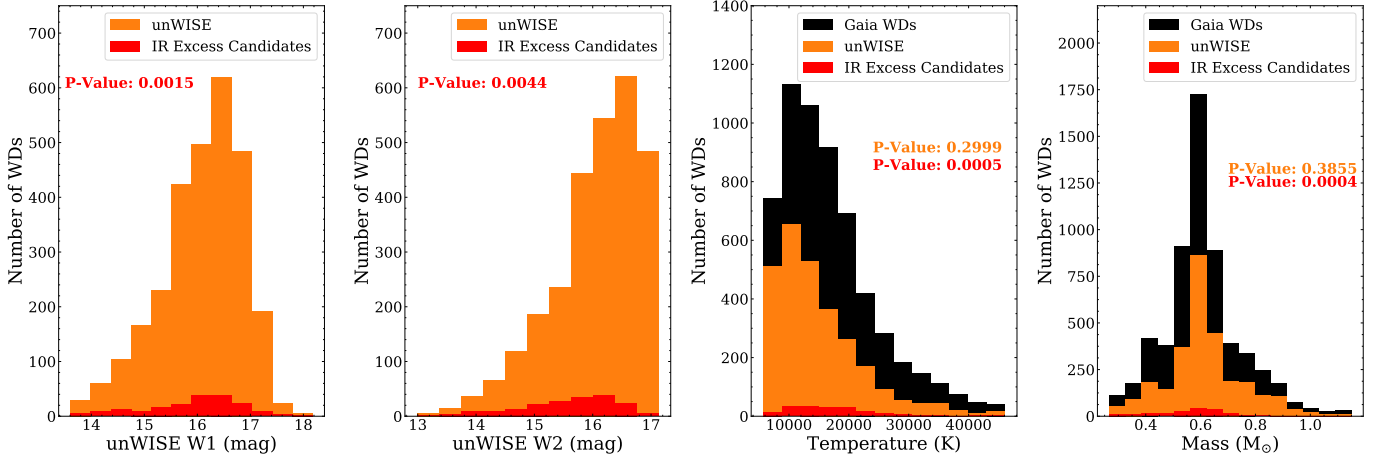 unWISE
IR Excess Candidates
P-Value: 0.0015
Number of WDs
0
100
200
300
400
500
600
700
14
15
16
17
18
unWISE W1 (mag)
unWISE
IR Excess Candidates
P-Value: 0.0044
Number of WDs
0
100
200
300
400
500
600
700
13
14
15
16
17
unWISE W2 (mag)
Gaia WDs
unWISE
IR Excess Candidates
P-Value: 0.2999
P-Value: 0.0005
Number of WDs
0
200
400
600
800
1000
1200
1400
10000
20000
30000
40000
Temperature (K)
Gaia WDs
unWISE
IR Excess Candidates
P-Value: 0.3855
P-Value: 0.0004
Number of WDs
0
250
500
750
1000
1250
1500
1750
2000
0.4
0.6
0.8
1.0
Mass (M☉)